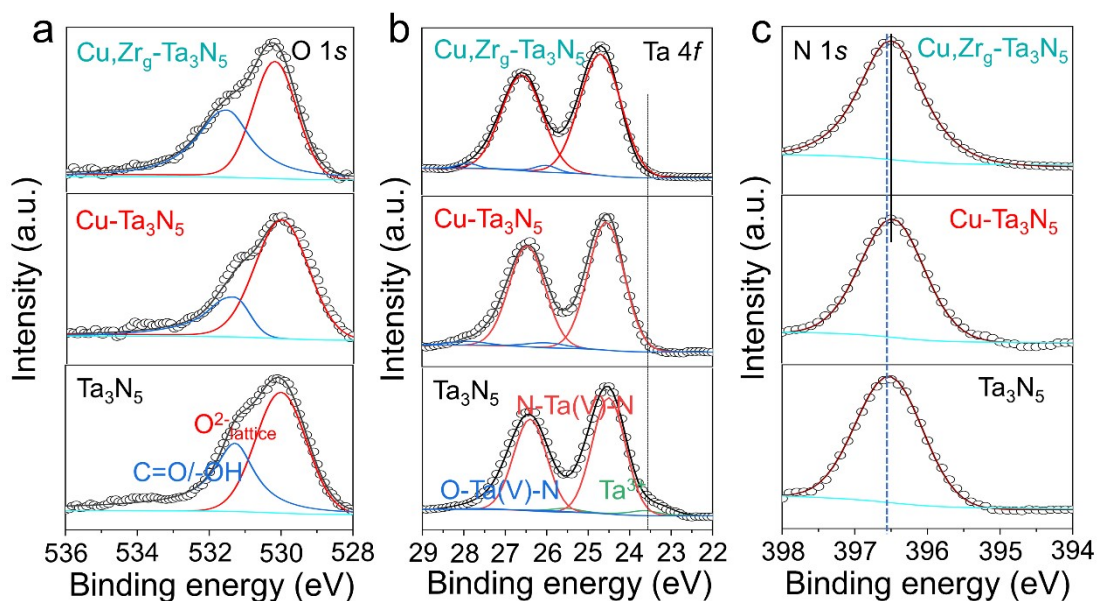 a
Cu,Zrg-Ta3N5
O 1s
Cu-Ta3N5
Ta3N5
O2-lattice
C=O/-OH
Intensity (a.u.)
536 534 532 530 528
Binding energy (eV)
b
Cu,Zrg-Ta3N5
Ta 4f
Cu-Ta3N5
Ta3N5
N-Ta(V)-N
O-Ta(V)-N
Ta3+
Intensity (a.u.)
29 28 27 26 25 24 23 22
Binding energy (eV)
c
N 1s
Cu,Zrg-Ta3N5
Cu-Ta3N5
Ta3N5
Intensity (a.u.)
398 397 396 395 394
Binding energy (eV)